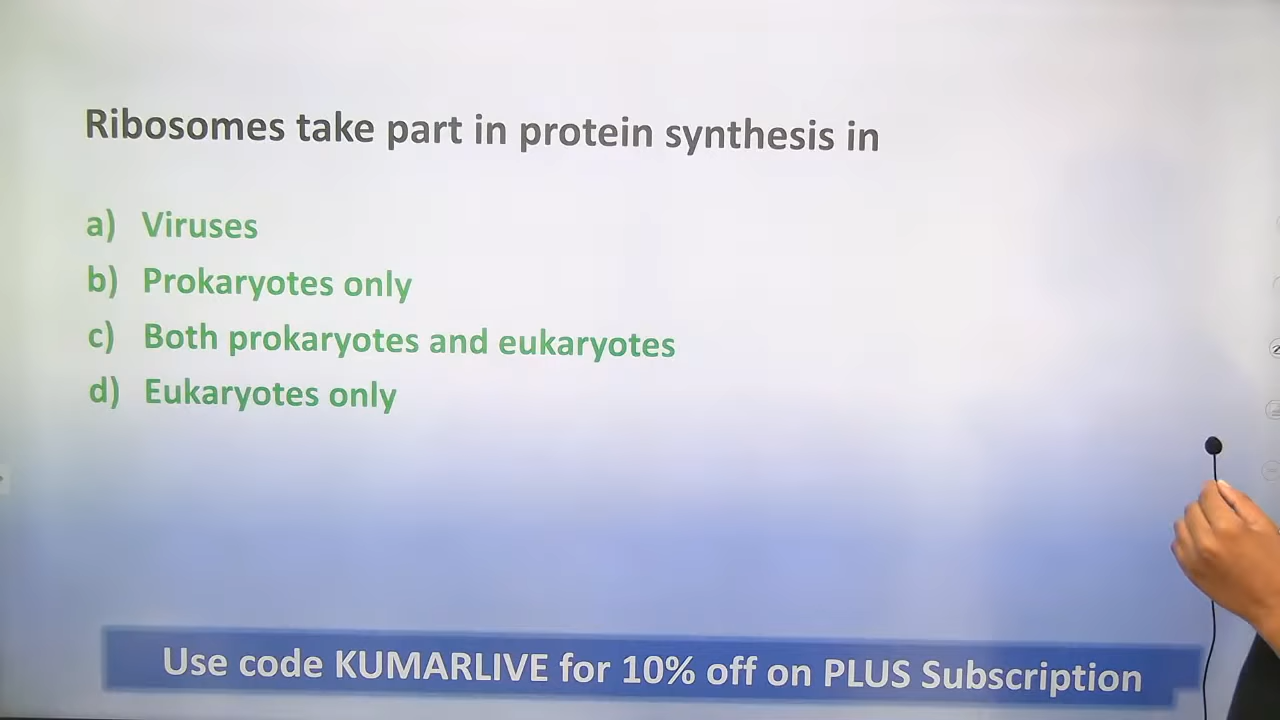 Ribosomes take part in protein synthesis in
a) Viruses
b) Prokaryotes only
c) Both prokaryotes and eukaryotes
d) Eukaryotes only
Use code KUMARLIVE for 10% off on PLUS Subscription